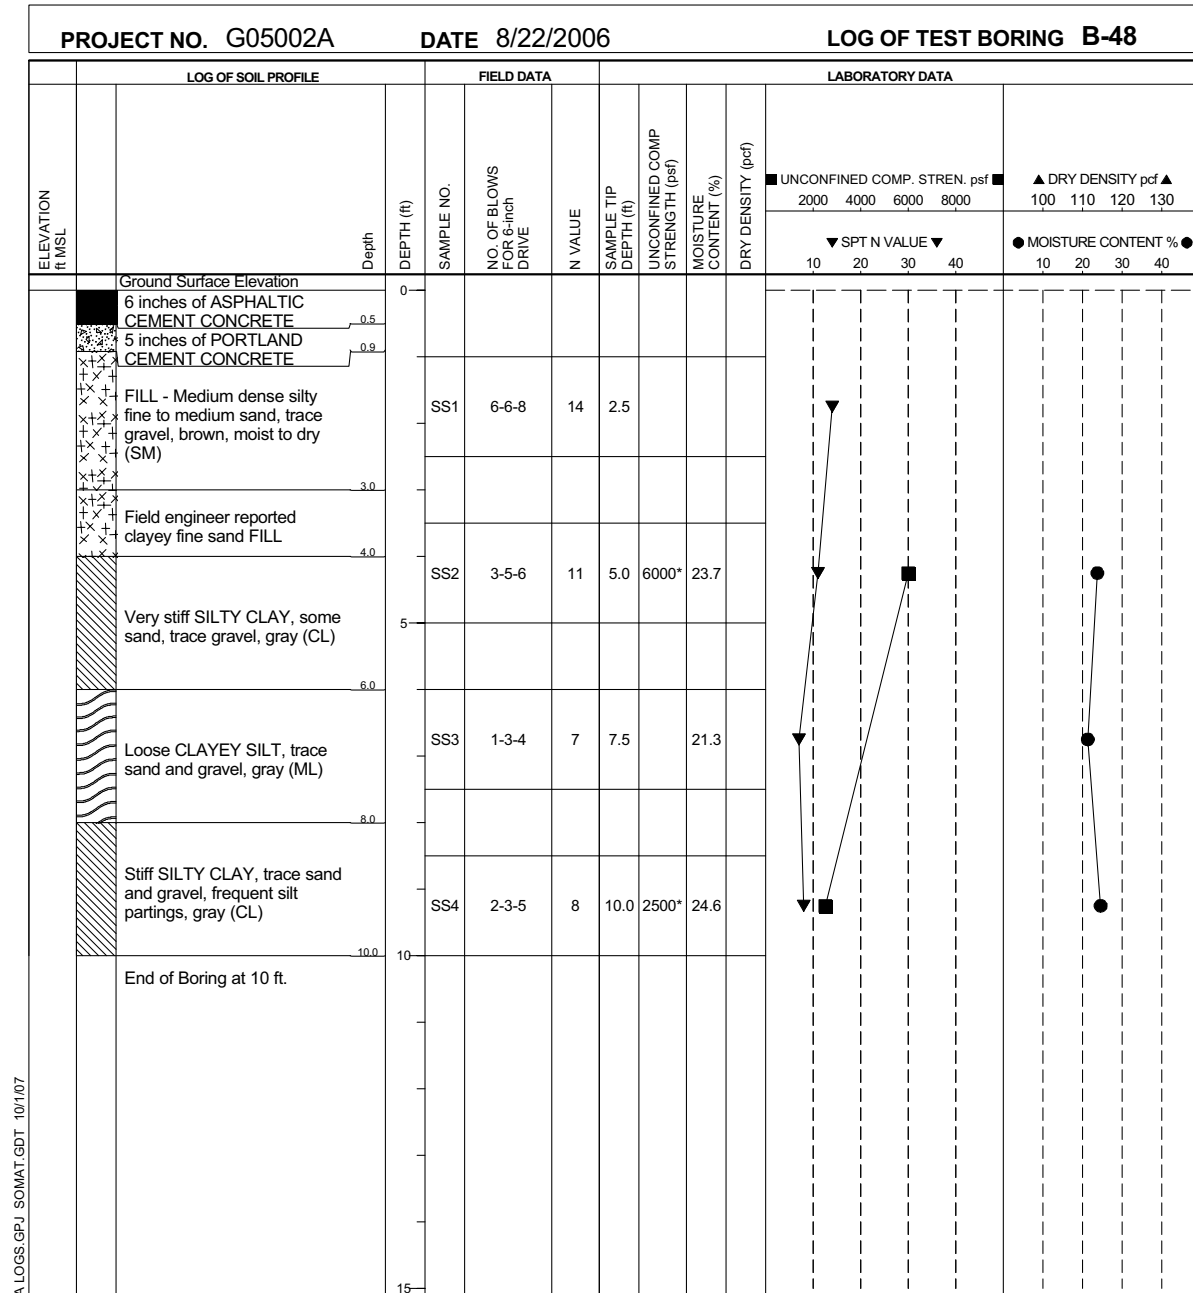 PROJECT NO. G05002A DATE 8/22/2006 LOG OF TEST BORING B-48
LOG OF SOIL PROFILE FIELD DATA LABORATORY DATA
ELEVATION
ft MSL
Depth
DEPTH (ft)
SAMPLE NO.
NO. OF BLOWS
FOR 6-inch
DRIVE
N VALUE
SAMPLE TIP
DEPTH (ft)
UNCONFINED COMP
STRENGTH (psf)
MOISTURE
CONTENT (%)
DRY DENSITY (pcf)
■ UNCONFINED COMP. STREN. psf ■
2000 4000 6000 8000
▼ SPT N VALUE ▼
10 20 30 40
▲ DRY DENSITY pcf ▲
100 110 120 130
● MOISTURE CONTENT % ●
10 20 30 40
Ground Surface Elevation
0
6 inches of ASPHALTIC
CEMENT CONCRETE 0.5
5 inches of PORTLAND
CEMENT CONCRETE 0.9
FILL - Medium dense silty
fine to medium sand, trace
gravel, brown, moist to dry
(SM)
SS1 6-6-8 14 2.5
3.0
Field engineer reported
clayey fine sand FILL
4.0
SS2 3-5-6 11 5.0 6000* 23.7
Very stiff SILTY CLAY, some
sand, trace gravel, gray (CL)
5
6.0
Loose CLAYEY SILT, trace
sand and gravel, gray (ML)
SS3 1-3-4 7 7.5 21.3
8.0
Stiff SILTY CLAY, trace sand
and gravel, frequent silt
partings, gray (CL)
SS4 2-3-5 8 10.0 2500* 24.6
10.0
10
End of Boring at 10 ft.
15
A LOGS.GPJ SOMAT.GDT 10/1/07